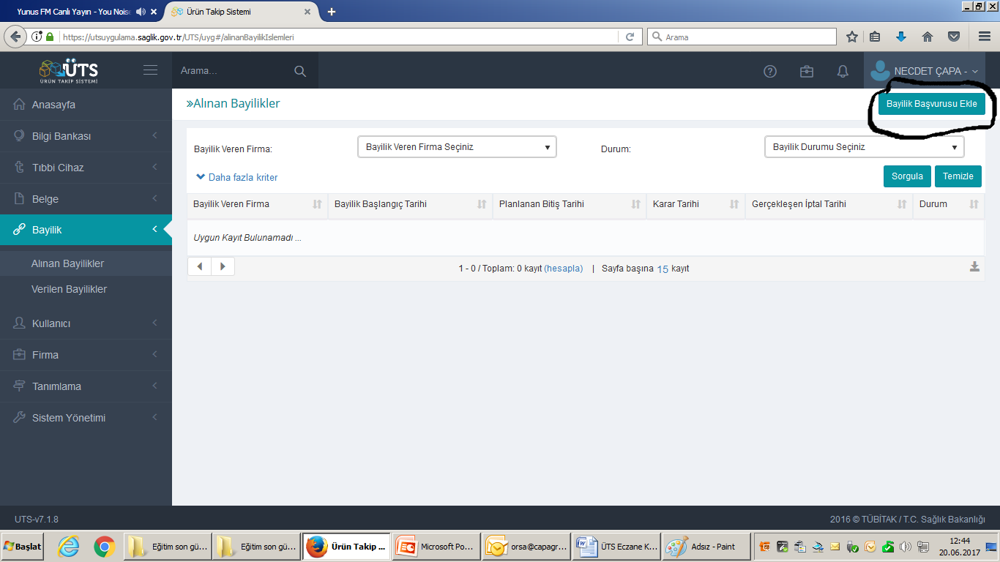 Yunus FM Canlı Yayın - You Nois
Ürün Takip Sistemi
https://utsuygulama.saglik.gov.tr/UTS/uyg#/alinanBayilikIslemleri
Arama
ÜTS
ÜRÜN TAKİP SİSTEMİ
Arama...
NECDET ÇAPA -
Anasayfa
Bilgi Bankası
Tıbbi Cihaz
Belge
Bayilik
Alınan Bayilikler
Verilen Bayilikler
Kullanıcı
Firma
Tanımlama
Sistem Yönetimi
»Alınan Bayilikler
Bayilik Başvurusu Ekle
Bayilik Veren Firma: Bayilik Veren Firma Seçiniz Durum: Bayilik Durumu Seçiniz
Daha fazla kriter Sorgula Temizle
Bayilik Veren Firma Bayilik Başlangıç Tarihi Planlanan Bitiş Tarihi Karar Tarihi Gerçekleşen İptal Tarihi Durum
Uygun Kayıt Bulunamadı ...
1 - 0 / Toplam: 0 kayıt (hesapla) | Sayfa başına 15 kayıt
UTS-v7.1.8
2016 © TÜBİTAK / T.C. Sağlık Bakanlığı
Başlat
Eğitim son gü...
Eğitim son gü...
Ürün Takip ...
Microsoft Po...
orsa@capagr...
ÜTS Eczane K...
Adsız - Paint
12:44
20.06.2017